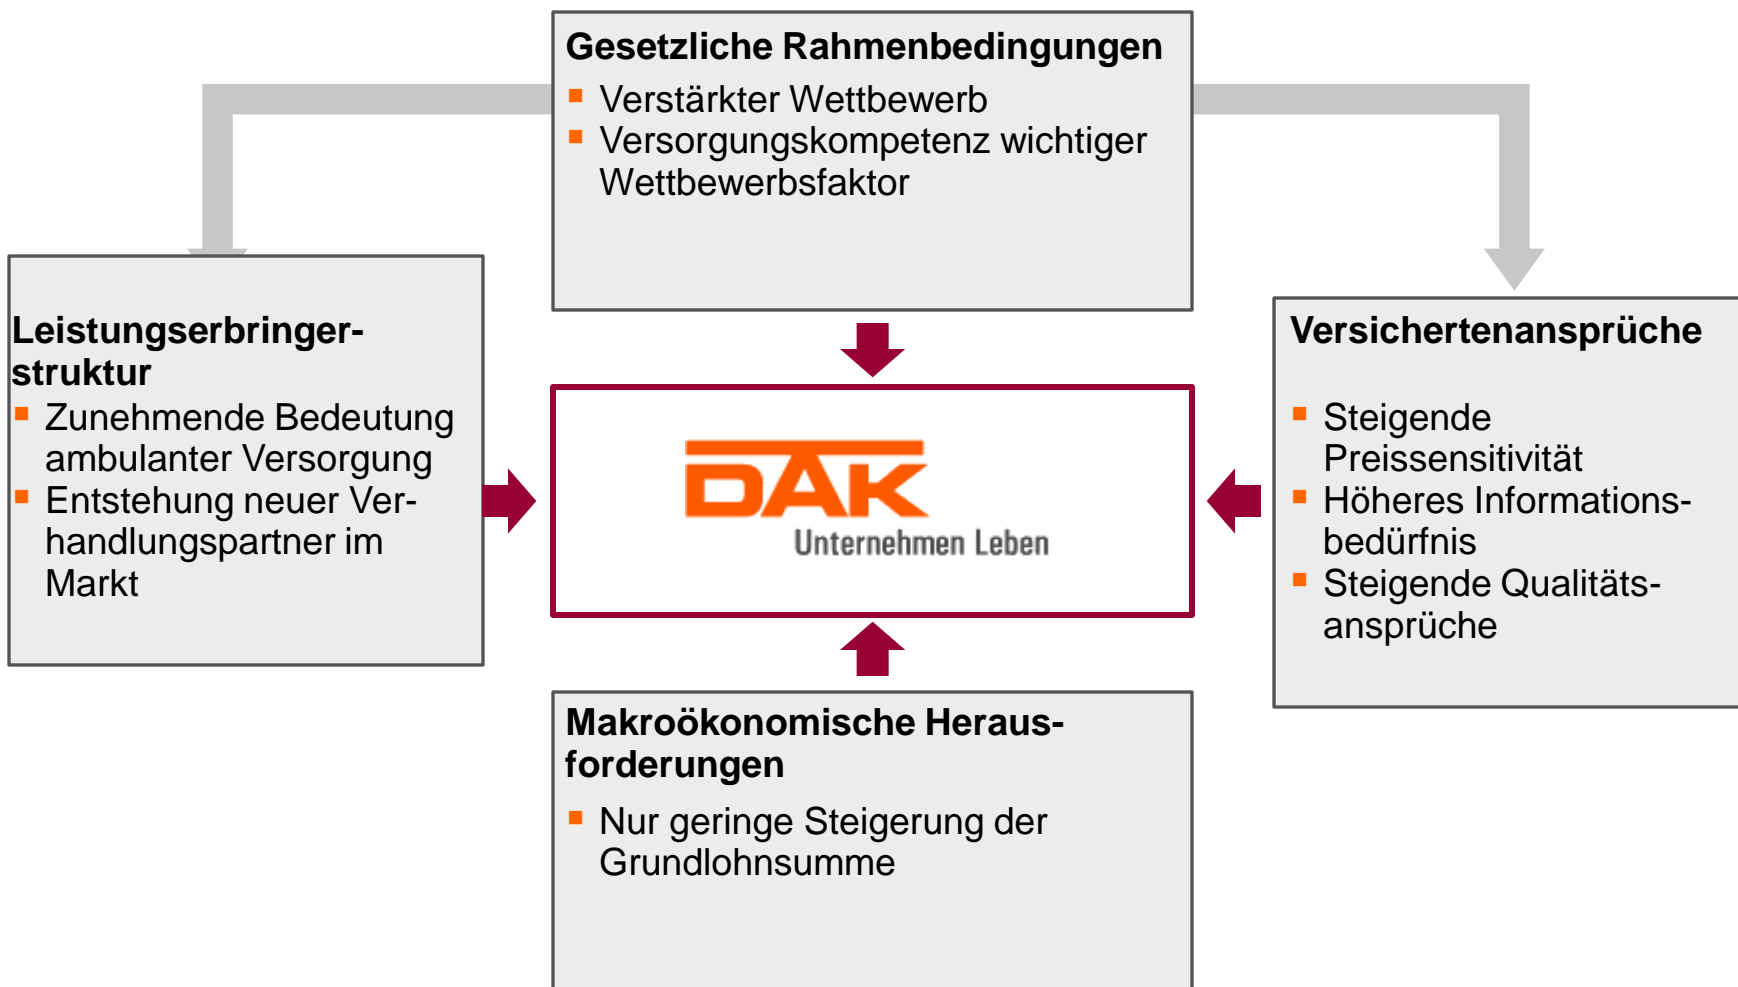 Gesetzliche Rahmenbedingungen
Verstärkter Wettbewerb
Versorgungskompetenz wichtiger
Wettbewerbsfaktor
Leistungserbringer-
struktur
Zunehmende Bedeutung
ambulanter Versorgung
Entstehung neuer Ver-
handlungspartner im
Markt
DAK
Unternehmen Leben
Versichertenansprüche
Steigende
Preissensitivität
Höheres Informations-
bedürfnis
Steigende Qualitäts-
ansprüche
Makroökonomische Heraus-
forderungen
Nur geringe Steigerung der
Grundlohnsumme